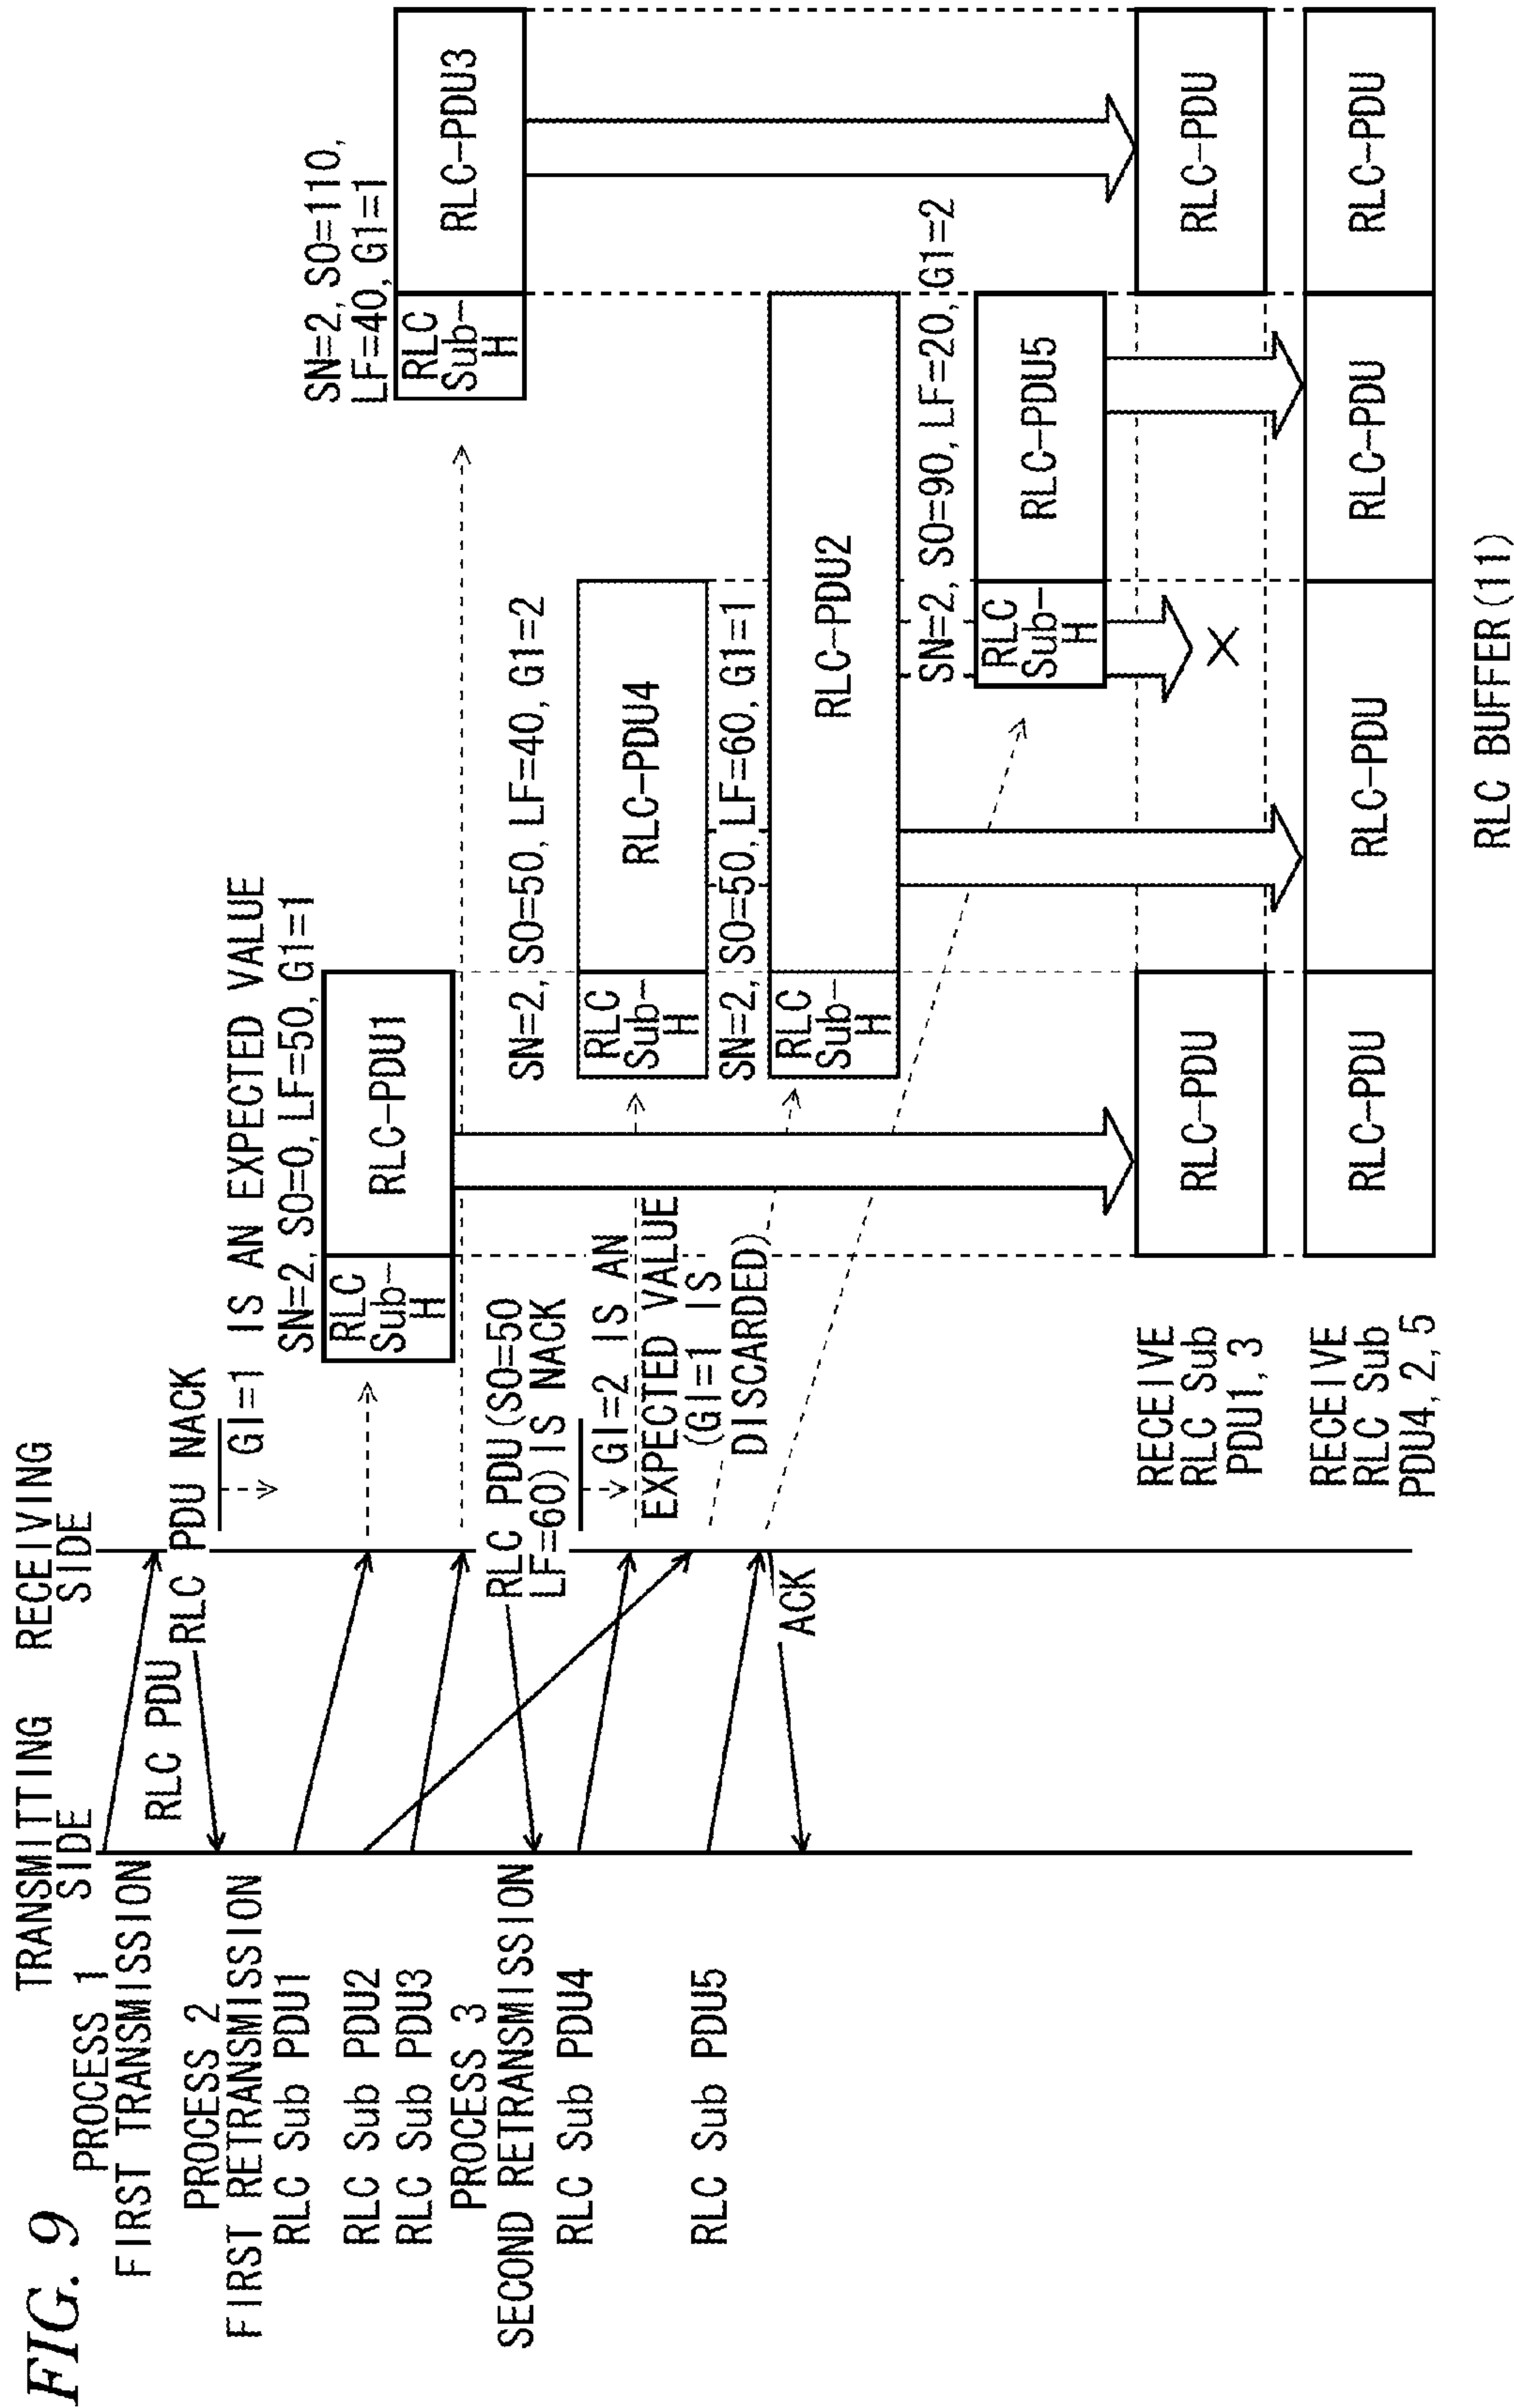 FIG. 9
TRANSMITTING
SIDE
RECEIVING
SIDE
PROCESS 1
FIRST TRANSMISSION
RLC PDU
RLC PDU NACK
GI=1 IS AN EXPECTED VALUE
PROCESS 2
FIRST RETRANSMISSION
RLC Sub PDU1
SN=2, SO=0, LF=50, G1=1
RLC
Sub-
H
RLC-PDU1
RLC Sub PDU2
RLC Sub PDU3
SN=2, SO=110,
LF=40, G1=1
RLC
Sub-
H
RLC-PDU3
PROCESS 3
SECOND RETRANSMISSION
RLC PDU(SO=50
LF=60)IS NACK
GI=2 IS AN
EXPECTED VALUE
(GI=1 IS
DISCARDED)
RLC Sub PDU4
SN=2, SO=50, LF=40, G1=2
RLC
Sub-
H
RLC-PDU4
SN=2, SO=50, LF=60, G1=1
RLC
Sub-
H
RLC-PDU2
RLC Sub PDU5
ACK
SN=2, SO=90, LF=20, G1=2
RLC
Sub-
H
RLC-PDU5
X
RECEIVE
RLC Sub
PDU1, 3
RLC-PDU
RLC-PDU
RECEIVE
RLC Sub
PDU4, 2, 5
RLC-PDU
RLC-PDU
RLC-PDU
RLC-PDU
RLC BUFFER(11)